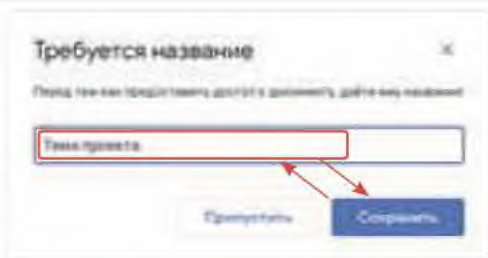 Требуется название
Перед тем как предоставить доступ к документу, дайте ему название
Тема проекта
Пропустить
Сохранить